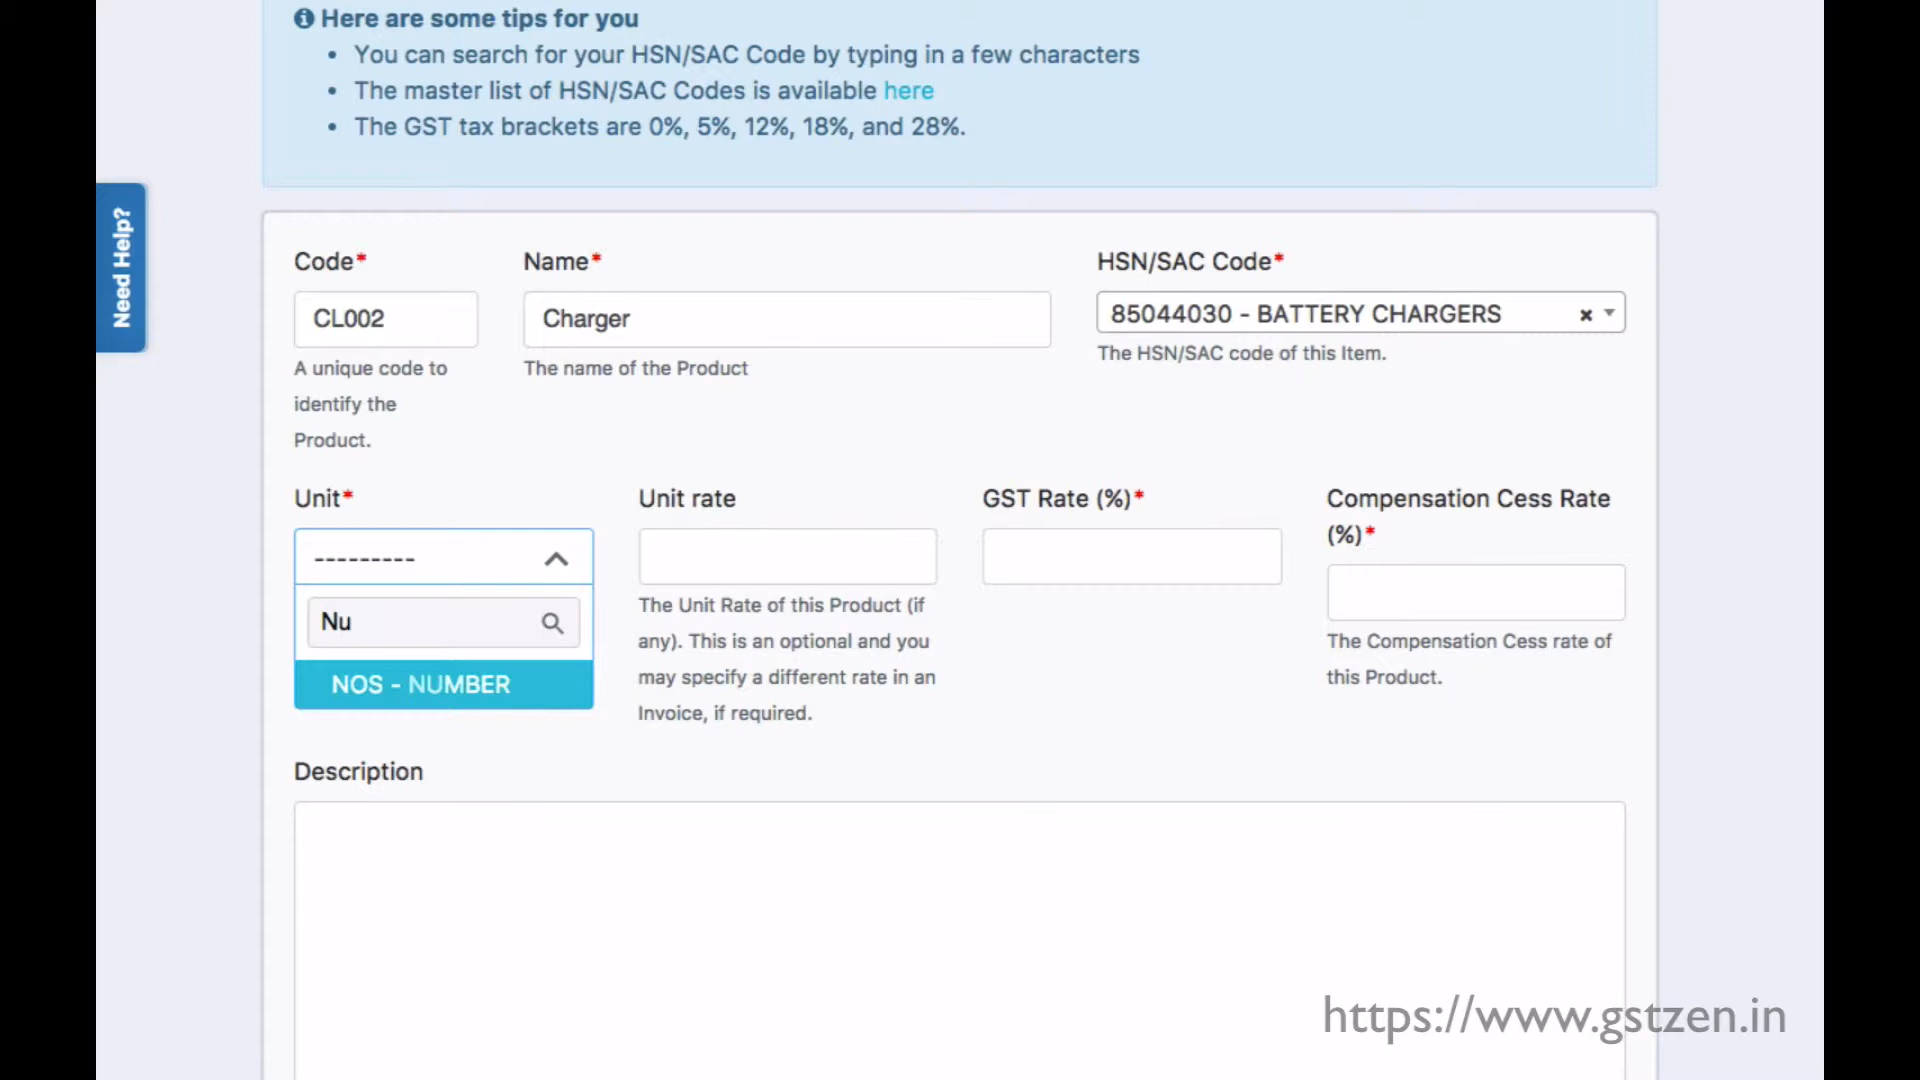 Here are some tips for you
• You can search for your HSN/SAC Code by typing in a few characters
• The master list of HSN/SAC Codes is available here
• The GST tax brackets are 0%, 5%, 12%, 18%, and 28%.
Need Help?
Code*
Name*
HSN/SAC Code*
CL002
Charger
85044030 - BATTERY CHARGERS
A unique code to
identify the
Product.
The name of the Product
The HSN/SAC code of this Item.
Unit*
Unit rate
GST Rate (%)*
Compensation Cess Rate
(%)*
---------
Nu
NOS - NUMBER
The Unit Rate of this Product (if
any). This is an optional and you
may specify a different rate in an
Invoice, if required.
The Compensation Cess rate of
this Product.
Description
https://www.gstzen.in